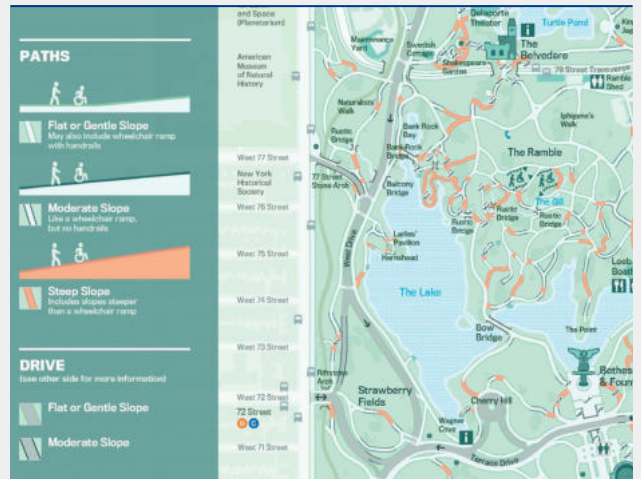 PATHS
Flat or Gentle Slope
May also include wheelchair ramp
with handrails
Moderate Slope
Like a wheelchair ramp,
but no handrails
Steep Slope
Includes slopes steeper
than a wheelchair ramp
DRIVE
(see other side for more information)
Flat or Gentle Slope
Moderate Slope
and Space
(Planetarium)
American
Museum
of Natural
History
West 77 Street
New York
Historical
Society
West 76 Street
West 75 Street
West 74 Street
West 73 Street
West 72 Street
72 Street
B C
West 71 Street
Maintenance
Yard
Swedish
Cottage
Delacorte
Theater
Shakespeare
Garden
Turtle Pond
The
Belvedere
79 Street Transverse
Ramble
Shed
Naturalists'
Walk
Rustic
Bridge
Bank Rock
Bay
Bank Rock
Bridge
Iphigene's
Walk
The Ramble
77 Street
Stone Arch
Balcony
Bridge
Rustic
Bridge
Rustic
Bridge
The Gill
Rustic
Bridge
Ladies'
Pavilion
Hernshead
West Drive
The Lake
Bow
Bridge
The Point
Riftstone
Arch
Strawberry
Fields
Cherry Hill
Wagner
Cove
Terrace Drive
& Foun